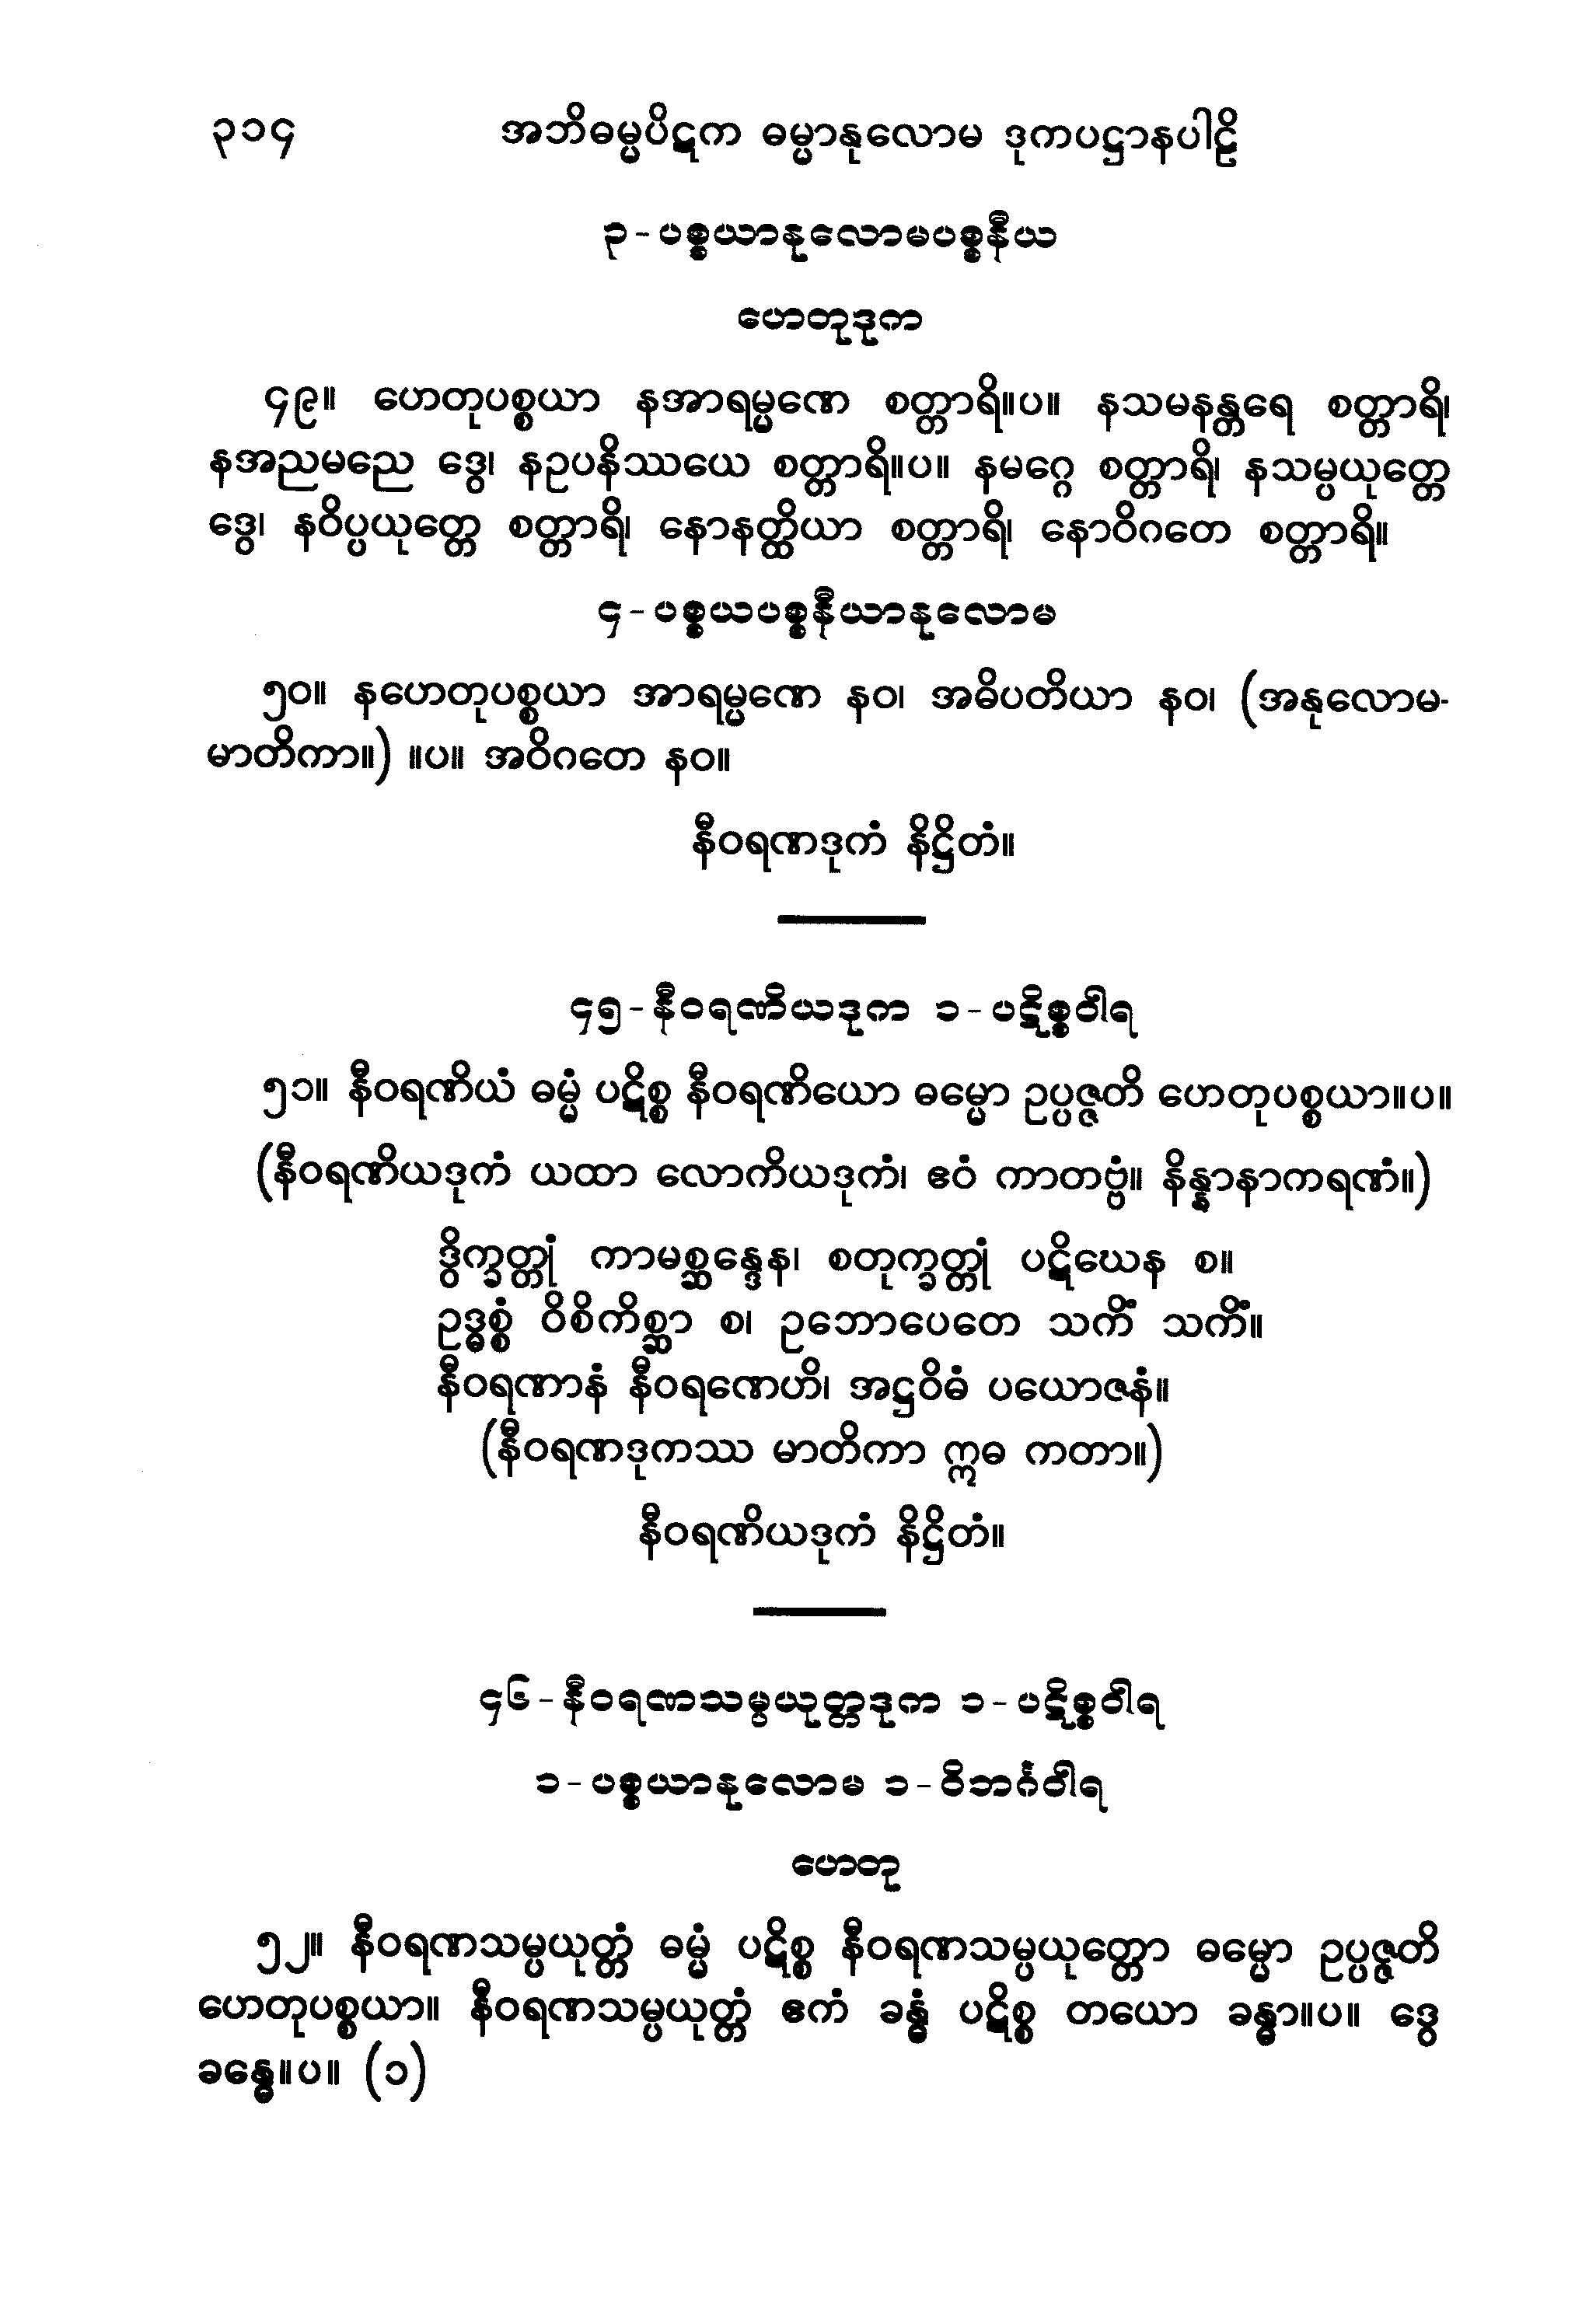 ၃၁၄ အဘိဓမ္မပိဋက ဓမ္မာနုလောမ ဒုကပဋ္ဌာနပါဠိ
၃-ပစ္စယာနုလောမပစ္စနီယ
ဟေတုဒုက
၄၉။ ဟေတုပစ္စယာ နအာရမ္မဏေ စတ္တာရိ။ပ။ နသမနန္တရေ စတ္တာရိ၊
နအညမညေ ဒွေ၊ နဥပနိဿယေ စတ္တာရိ။ပ။ နမဂ္ဂေ စတ္တာရိ၊ နသမ္ပယုတ္တေ
ဒွေ၊ နဝိပ္ပယုတ္တေ စတ္တာရိ၊ နောနတ္ထိယာ စတ္တာရိ၊ နောဝိဂတေ စတ္တာရိ။
၄-ပစ္စယပစ္စနီယာနုလောမ
၅၀။ နဟေတုပစ္စယာ အာရမ္မဏေ နဝ၊ အဓိပတိယာ နဝ၊ (အနုလောမ-
မာတိကာ။) ။ပ။ အဝိဂတေ နဝ။
နီဝရဏဒုကံ နိဋ္ဌိတံ။
၄၅-နီဝရဏိယဒုက ၁-ပဋိစ္စဝါရ
၅၁။ နီဝရဏိယံ ဓမ္မံ ပဋိစ္စ နီဝရဏိယော ဓမ္မော ဥပ္ပဇ္ဇတိ ဟေတုပစ္စယာ။ပ။
(နီဝရဏိယဒုကံ ယထာ လောကိယဒုကံ၊ ဧဝံ ကာတဗ္ဗံ။ နိန္နာနာကရဏံ။)
ဒွိက္ခတ္တုံ ကာမစ္ဆန္ဒေန၊ စတုက္ခတ္တုံ ပဋိဃေန စ။
ဥဒ္ဓစ္စံ ဝိစိကိစ္ဆာ စ၊ ဥဘောပေတေ သကိံ သကိံ။
နီဝရဏာနံ နီဝရဏေဟိ၊ အဋ္ဌဝိဓံ ပယောဇနံ။
(နီဝရဏဒုကဿ မာတိကာ ဣဓ ကတာ။)
နီဝရဏိယဒုကံ နိဋ္ဌိတံ။
၄၆-နီဝရဏသမ္ပယုတ္တဒုက ၁-ပဋိစ္စဝါရ
၁-ပစ္စယာနုလောမ ၁-ဝိဘင်္ဂဝါရ
ဟေတု
၅၂။ နီဝရဏသမ္ပယုတ္တံ ဓမ္မံ ပဋိစ္စ နီဝရဏသမ္ပယုတ္တော ဓမ္မော ဥပ္ပဇ္ဇတိ
ဟေတုပစ္စယာ။ နီဝရဏသမ္ပယုတ္တံ ဧကံ ခန္ဓံ ပဋိစ္စ တယော ခန္ဓာ။ပ။ ဒွေ
ခန္ဓေ။ပ။ (၁)